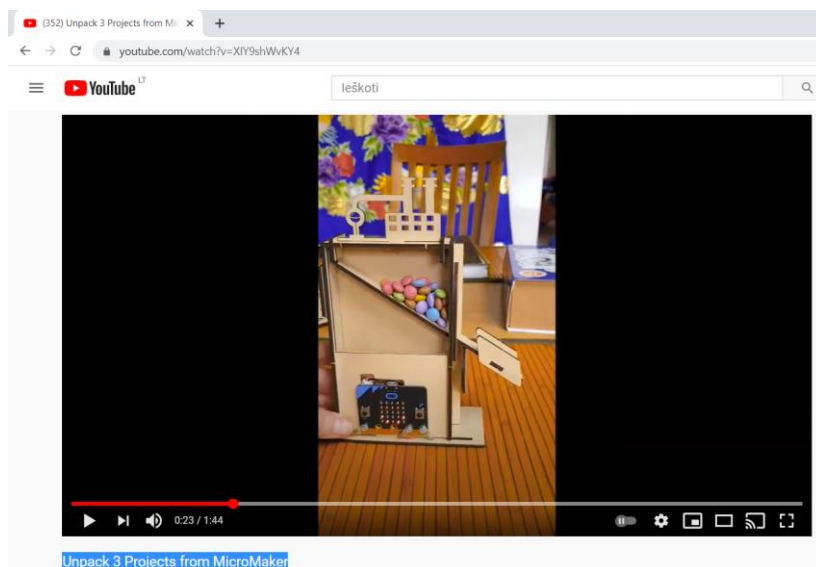 (352) Unpack 3 Projects from Mi
youtube.com/watch?v=XIY9shWvKY4
YouTube LT
Ieškoti
0:23 / 1:44
Unpack 3 Projects from MicroMaker